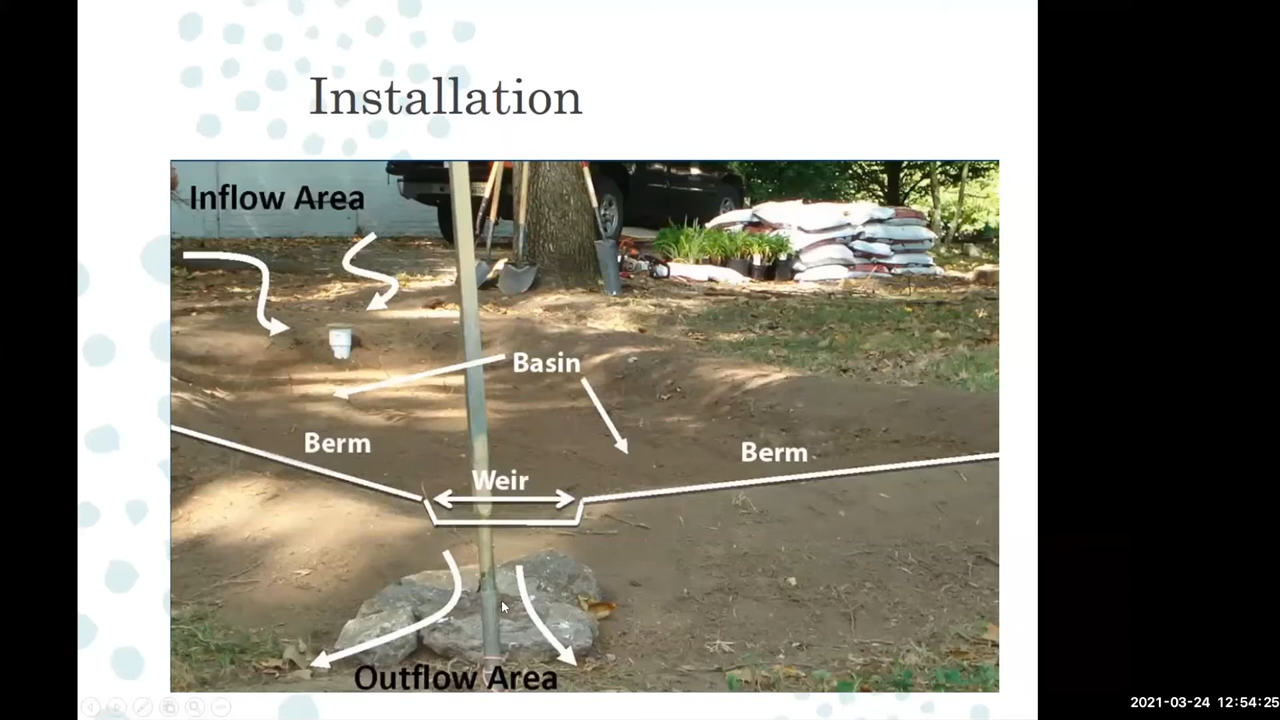 Installation
Inflow Area
Basin
Berm
Berm
Weir
Outflow Area
2021-03-24 12:54:25